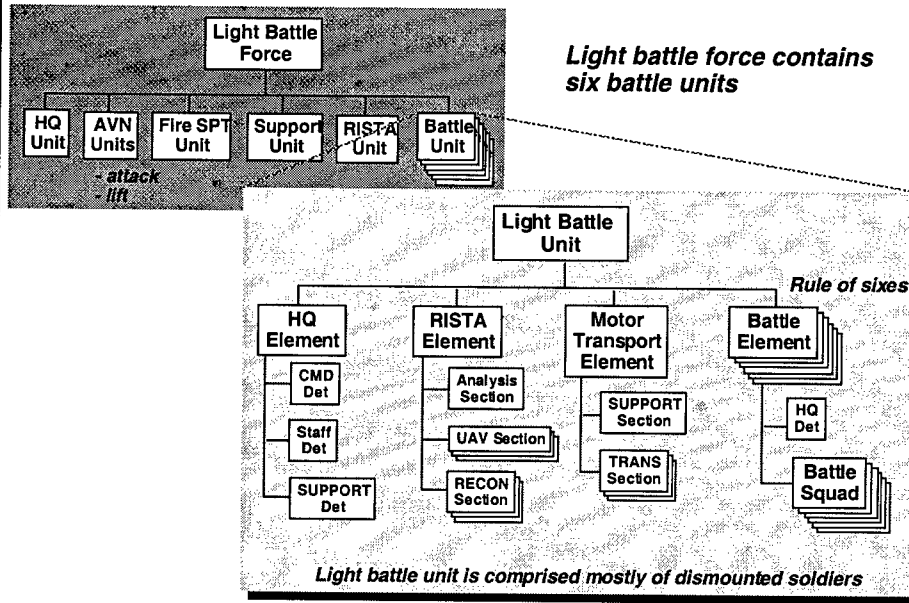 Light Battle
Force
Light battle force contains
six battle units
HQ
Unit
AVN
Units
Fire SPT
Unit
Support
Unit
RISTA
Unit
Battle
Unit
- attack
- lift
Light Battle
Unit
Rule of sixes
HQ
Element
RISTA
Element
Motor
Transport
Element
Battle
Element
CMD
Det
Staff
Det
SUPPORT
Det
Analysis
Section
UAV Section
RECON
Section
SUPPORT
Section
TRANS
Section
HQ
Det
Battle
Squad
Light battle unit is comprised mostly of dismounted soldiers